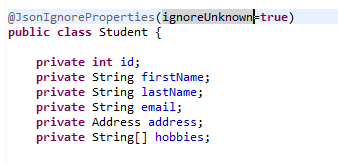 @JsonIgnoreProperties(ignoreUnknown=true)
public class Student {
private int id;
private String firstName;
private String lastName;
private String email;
private Address address;
private String[] hobbies;